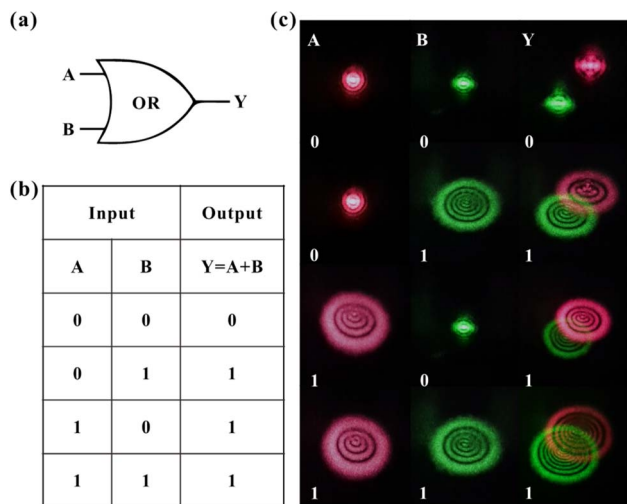 (a)
A
OR
Y
B
(b)
Input Output
A B Y=A+B
0 0 0
0 1 1
1 0 1
1 1 1
(c)
A B Y
0 0 0
0 1 1
1 0 1
1 1 1